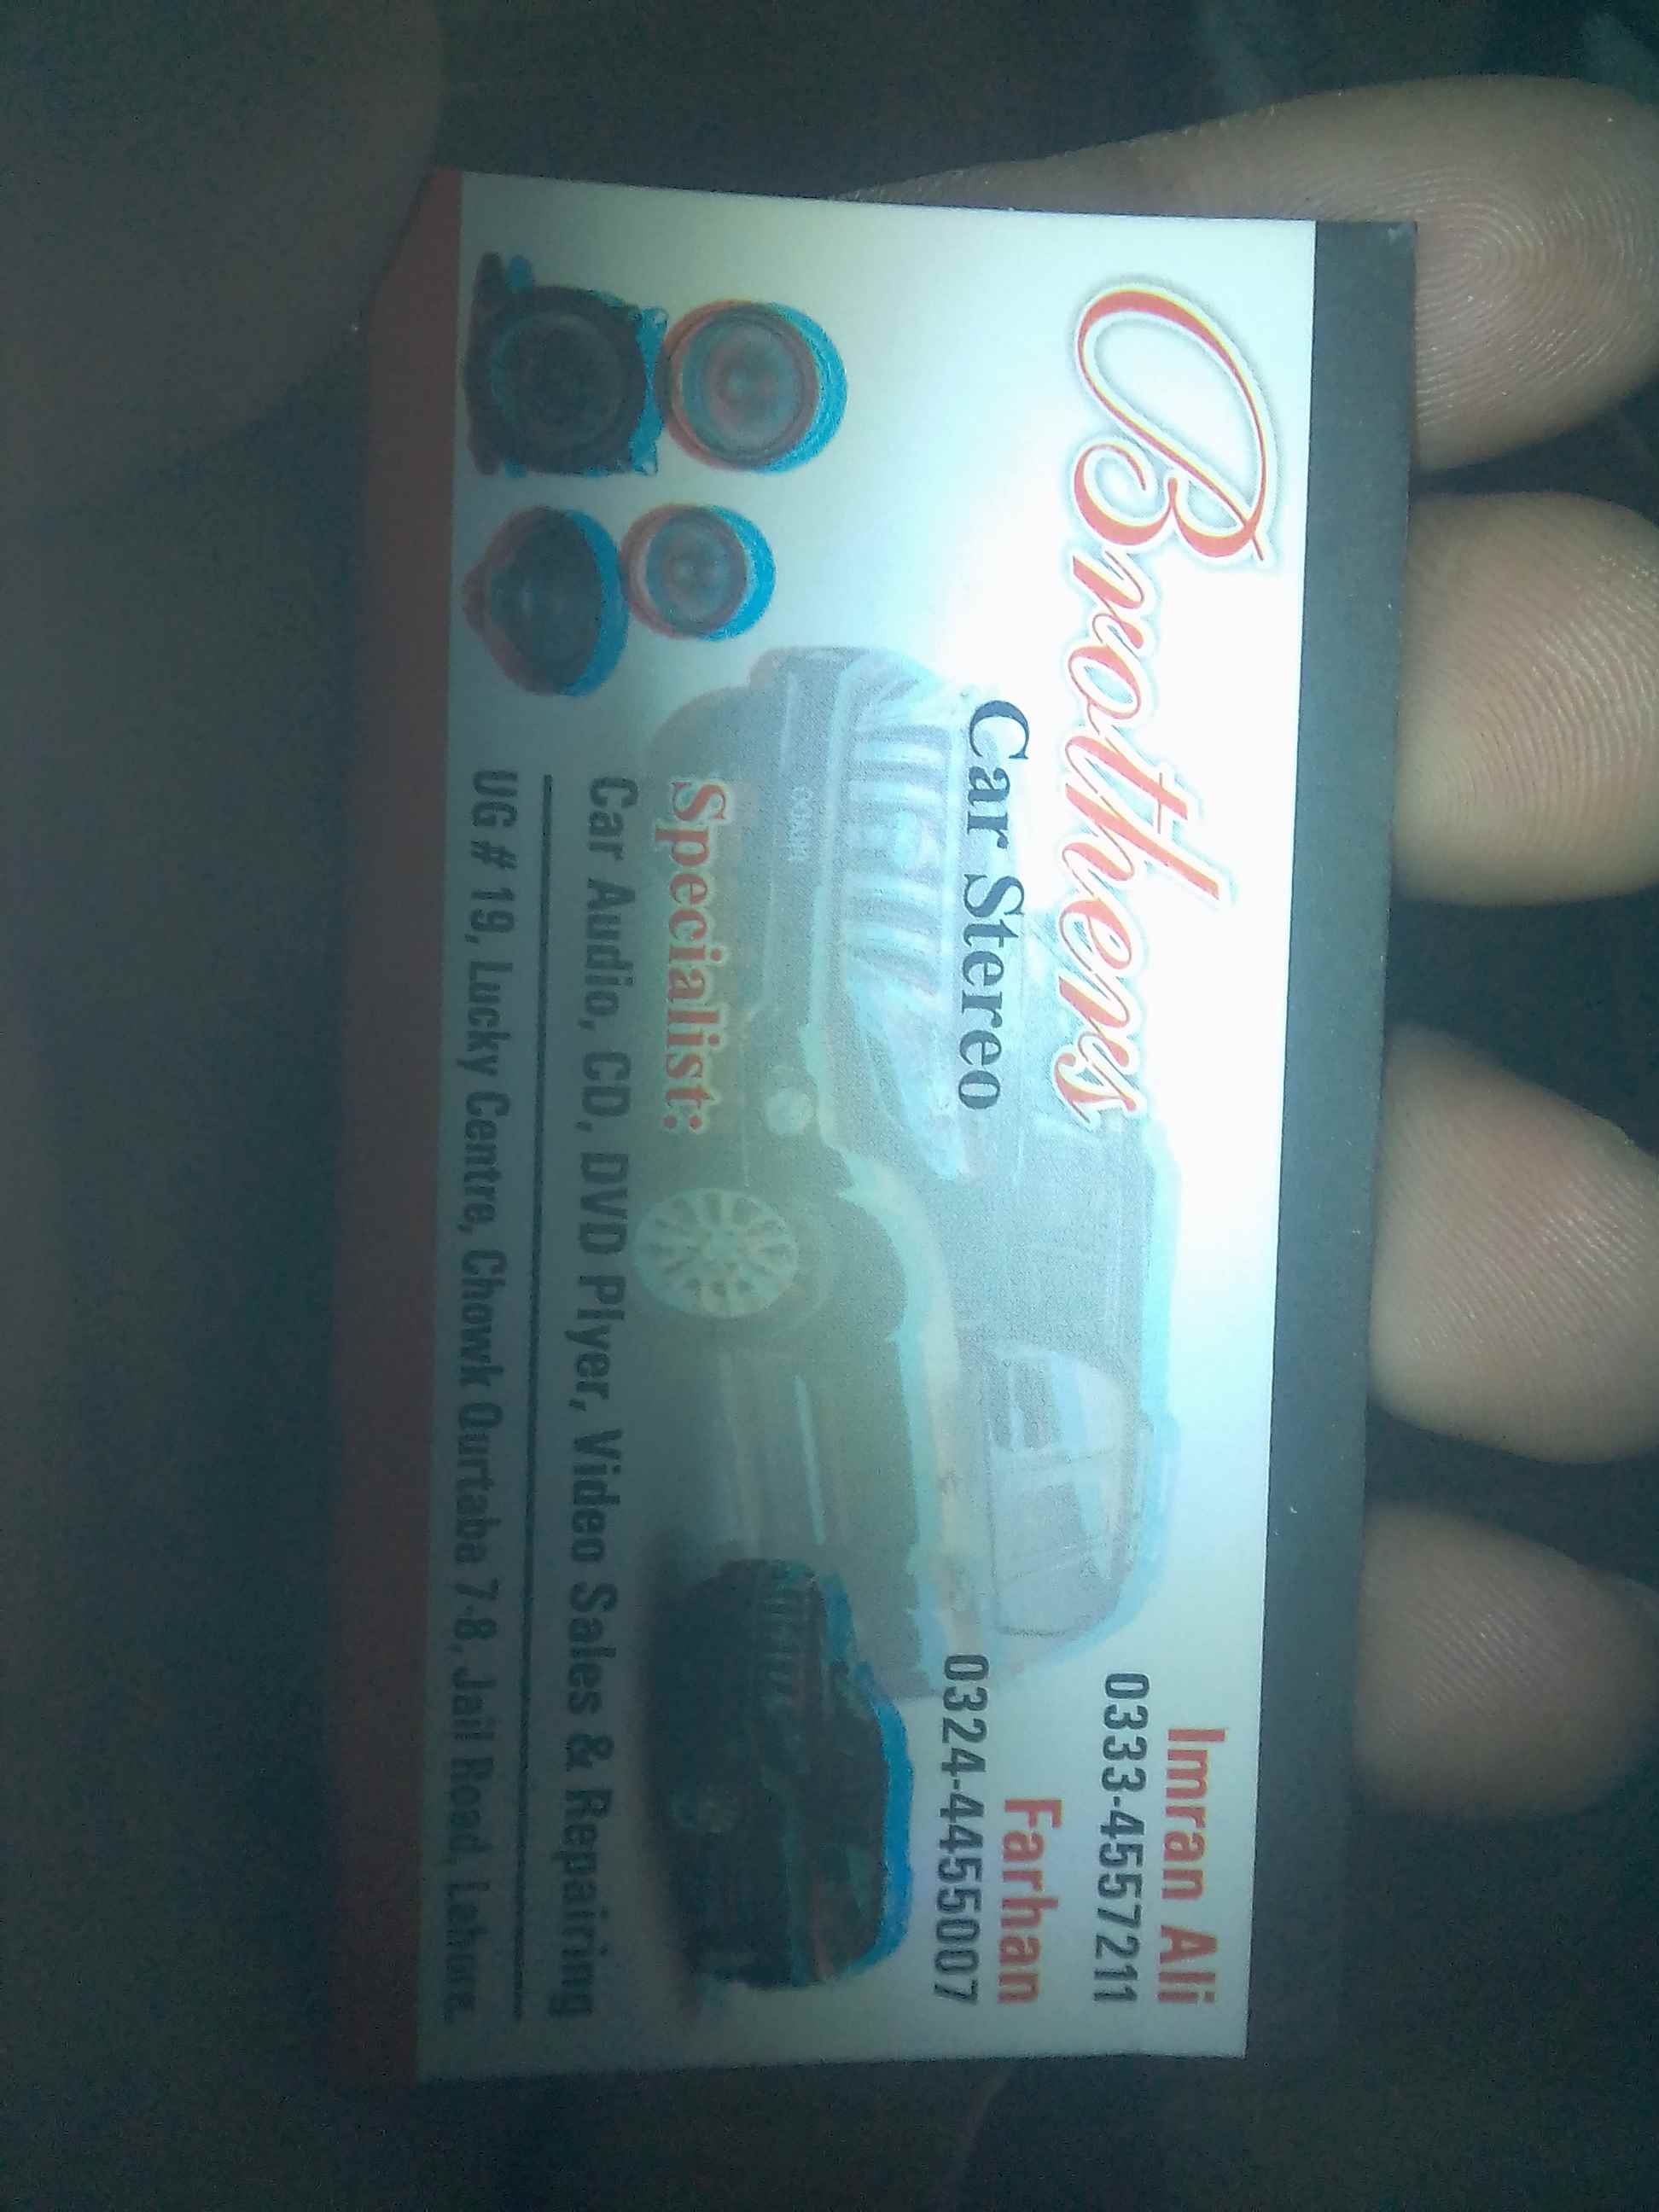 Brothers
Car Stereo
Imran Ali
0333-4557211
Farhan
0324-4455007
Specialist:
Car Audio, CD, DVD Plyer, Video Sales & Repairing
UG # 19, Lucky Centre, Chowk Qurtaba 7-8, Jail Road, Lahore.